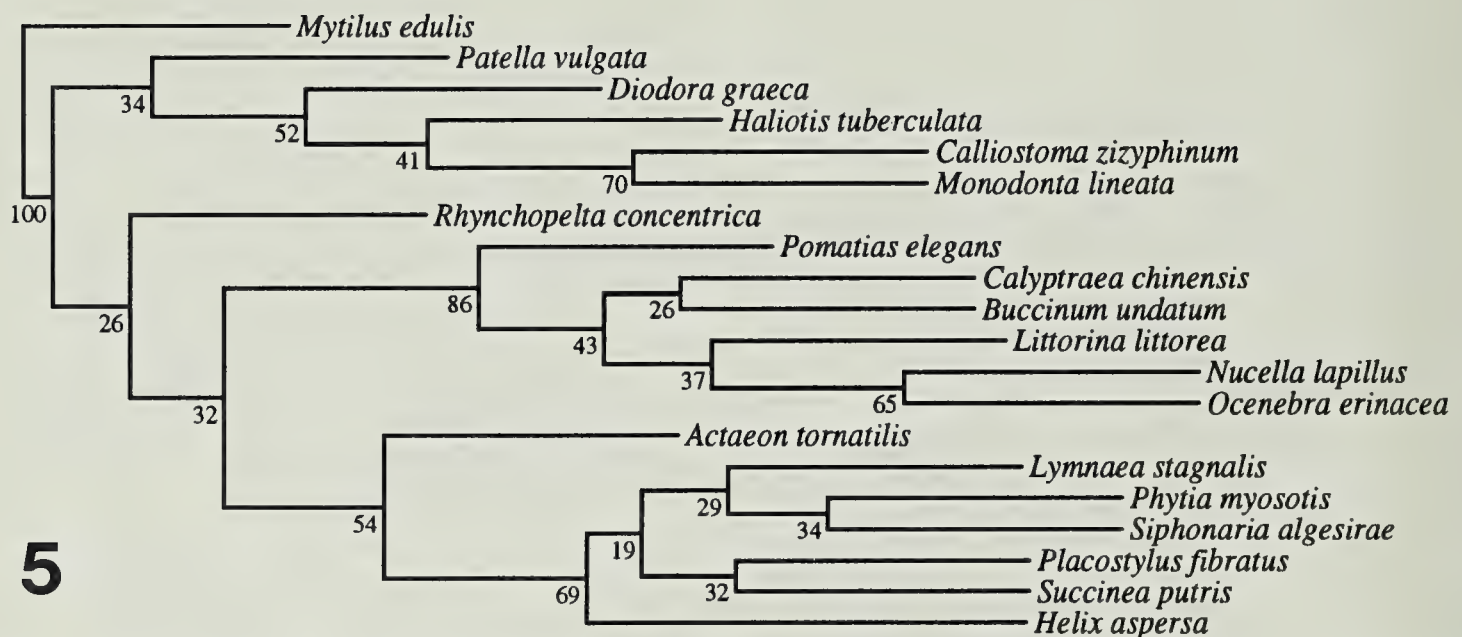 Mytilus edulis
Patella vulgata
34
Diodora graeca
52
Haliotis tuberculata
41
Calliostoma zizyphinum
70
Monodonta lineata
100
Rhynchopelta concentrica
26
Pomatias elegans
86
Calyptraea chinensis
26
Buccinum undatum
43
Littorina littorea
37
Nucella lapillus
65
Ocenebra erinacea
32
Actaeon tornatilis
54
Lymnaea stagnalis
29
Phytia myosotis
34
Siphonaria algesirae
19
Placostylus fibratus
32
Succinea putris
69
Helix aspersa
5